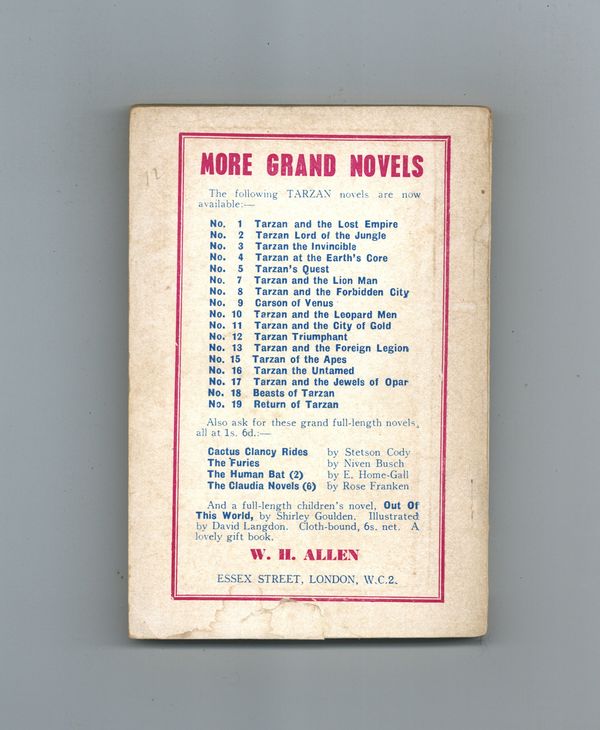 12
MORE GRAND NOVELS
The following TARZAN novels are now
available:—
No. 1 Tarzan and the Lost Empire
No. 2 Tarzan Lord of the Jungle
No. 3 Tarzan the Invincible
No. 4 Tarzan at the Earth's Core
No. 5 Tarzan's Quest
No. 7 Tarzan and the Lion Man
No. 8 Tarzan and the Forbidden City
No. 9 Carson of Venus
No. 10 Tarzan and the Leopard Men
No. 11 Tarzan and the City of Gold
No. 12 Tarzan Triumphant
No. 13 Tarzan and the Foreign Legion
No. 15 Tarzan of the Apes
No. 16 Tarzan the Untamed
No. 17 Tarzan and the Jewels of Opar
No. 18 Beasts of Tarzan
No. 19 Return of Tarzan
Also ask for these grand full-length novels,
all at 1s. 6d.:—
Cactus Clancy Rides by Stetson Cody
The Furies by Niven Busch
The Human Bat (2) by E. Home-Gall
The Claudia Novels (6) by Rose Franken
And a full-length children's novel, Out Of
This World, by Shirley Goulden. Illustrated
by David Langdon. Cloth-bound, 6s. net. A
lovely gift book.
W. H. ALLEN
ESSEX STREET, LONDON, W.C.2.